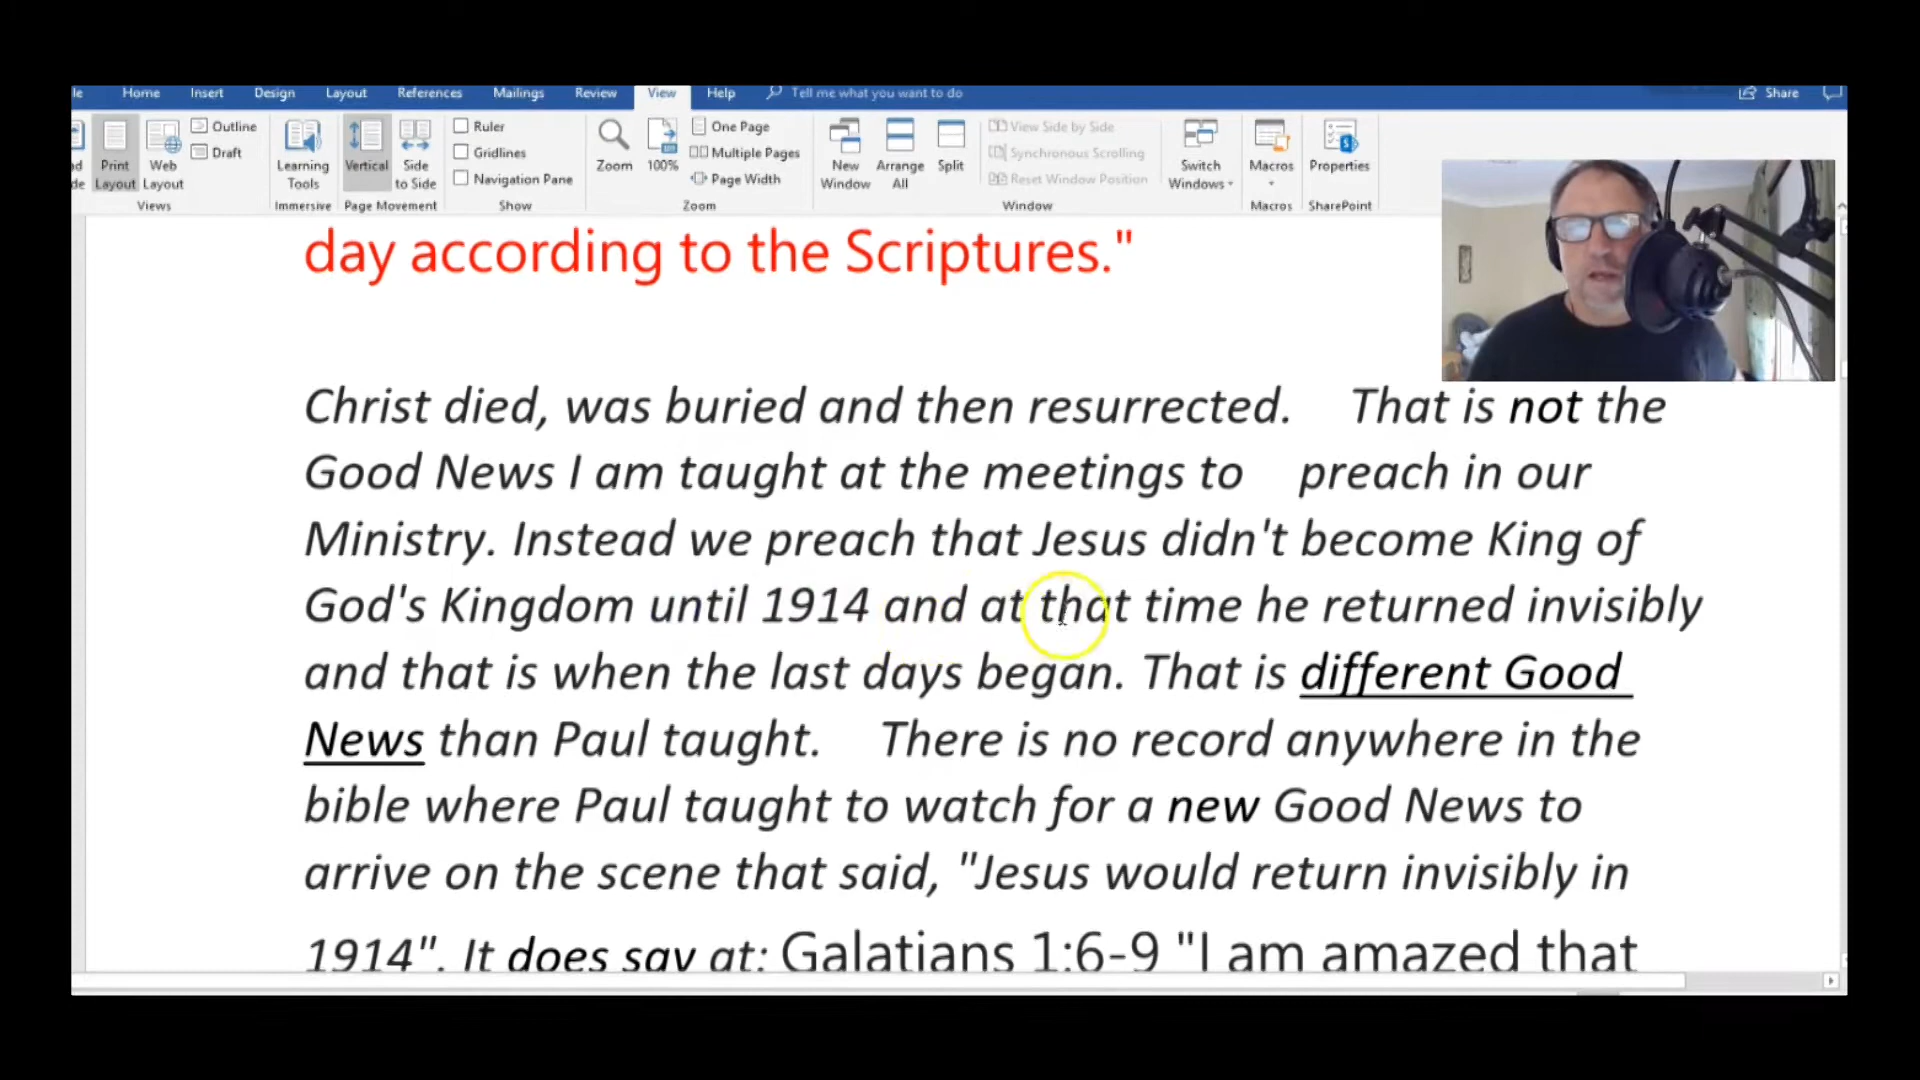 le Home Insert Design Layout References Mailings Review View Help Tell me what you want to do Share
Print Layout
Web Layout
Outline
Draft
Views
Learning Tools
Immersive
Vertical
Side to Side
Page Movement
Ruler
Gridlines
Navigation Pane
Show
Zoom
100%
One Page
Multiple Pages
Page Width
Zoom
New Window
Arrange All
Split
View Side by Side
Synchronous Scrolling
Reset Window Position
Window
Switch Windows
Macros
Macros
Properties
SharePoint
day according to the Scriptures."
Christ died, was buried and then resurrected. That is not the
Good News I am taught at the meetings to preach in our
Ministry. Instead we preach that Jesus didn't become King of
God's Kingdom until 1914 and at that time he returned invisibly
and that is when the last days began. That is different Good
News than Paul taught. There is no record anywhere in the
bible where Paul taught to watch for a new Good News to
arrive on the scene that said, "Jesus would return invisibly in
1914". It does say at: Galatians 1:6-9 "I am amazed that